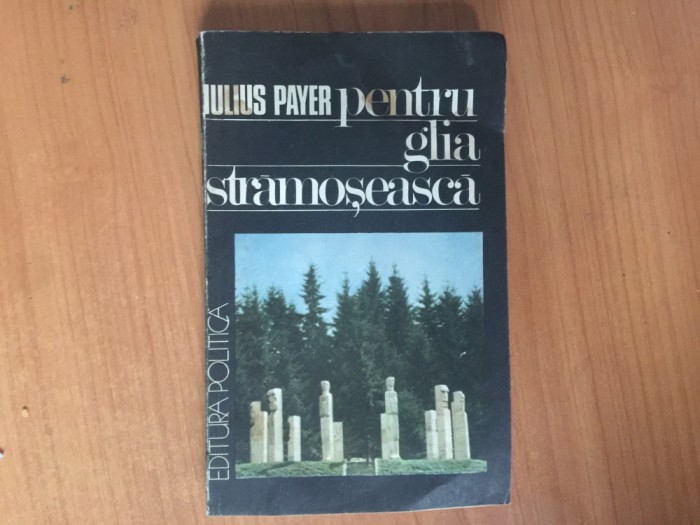 IULIUS PAYER pentru
glia
strămoșească
EDITURA POLITICĂ